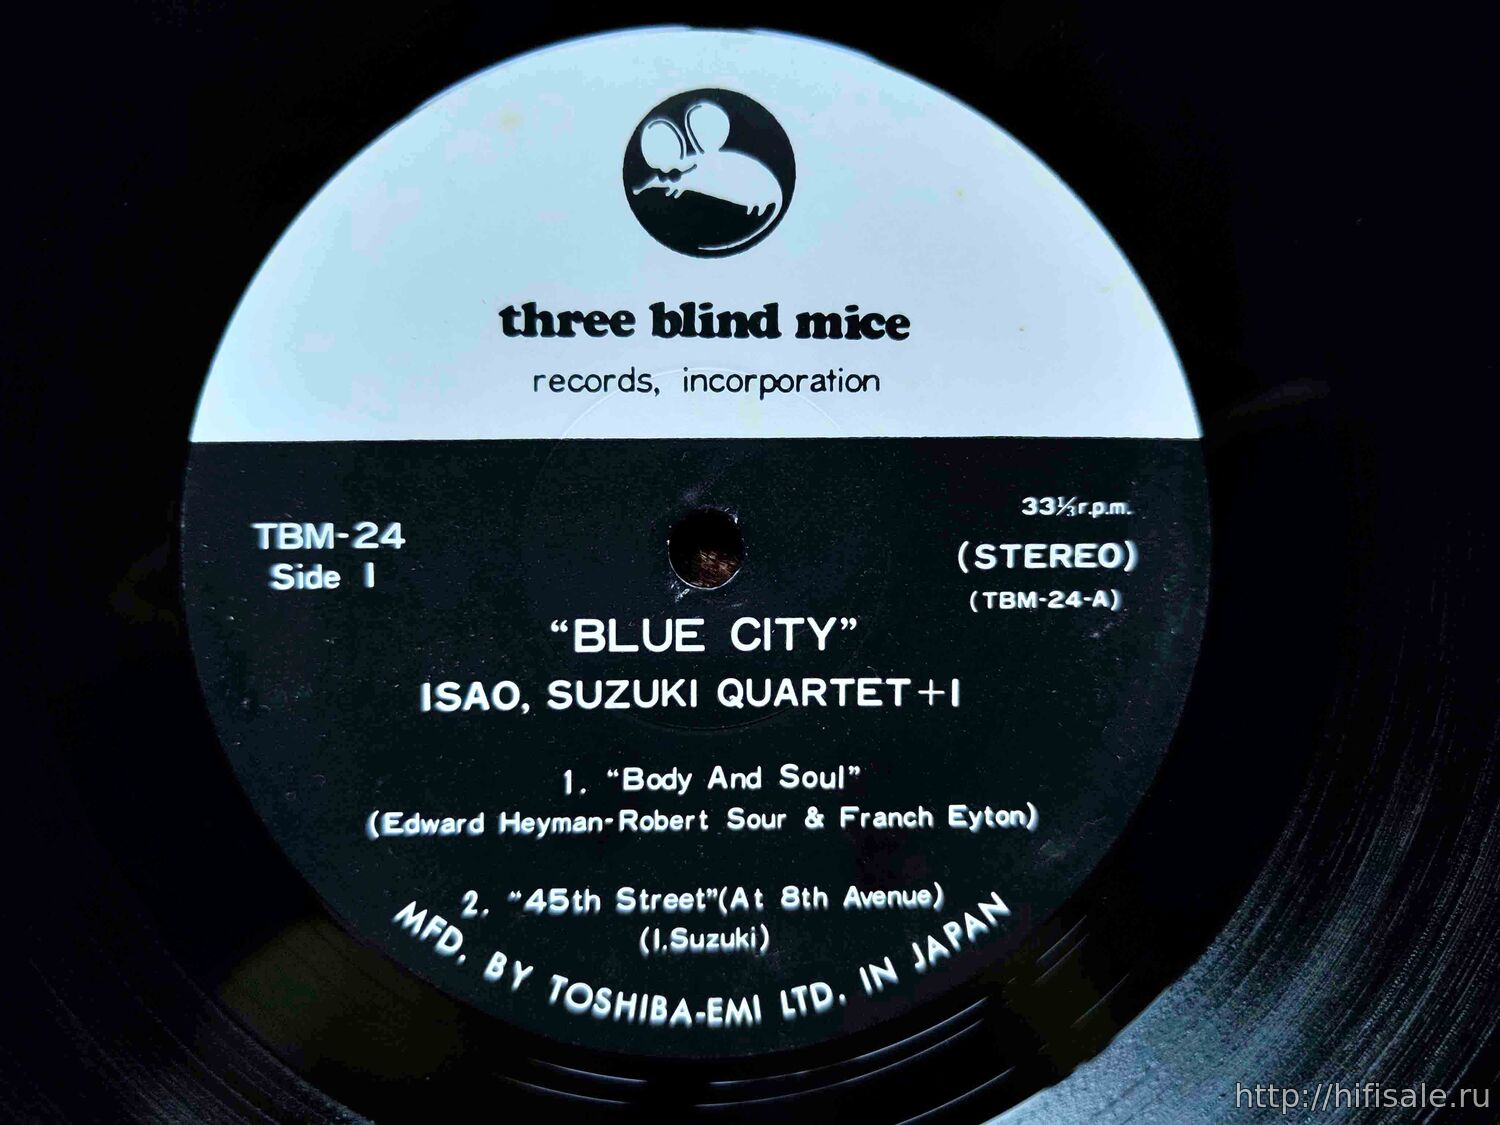 three blind mice
records, incorporation
33⅓r.p.m.
TBM-24
(STEREO)
Side 1
(TBM-24-A)
“BLUE CITY”
ISAO, SUZUKI QUARTET+1
1. “Body And Soul”
(Edward Heyman-Robert Sour & Franch Eyton)
2. “45th Street”(At 8th Avenue)
(I.Suzuki)
MFD. BY TOSHIBA-EMI LTD. IN JAPAN
http://hifisale.ru